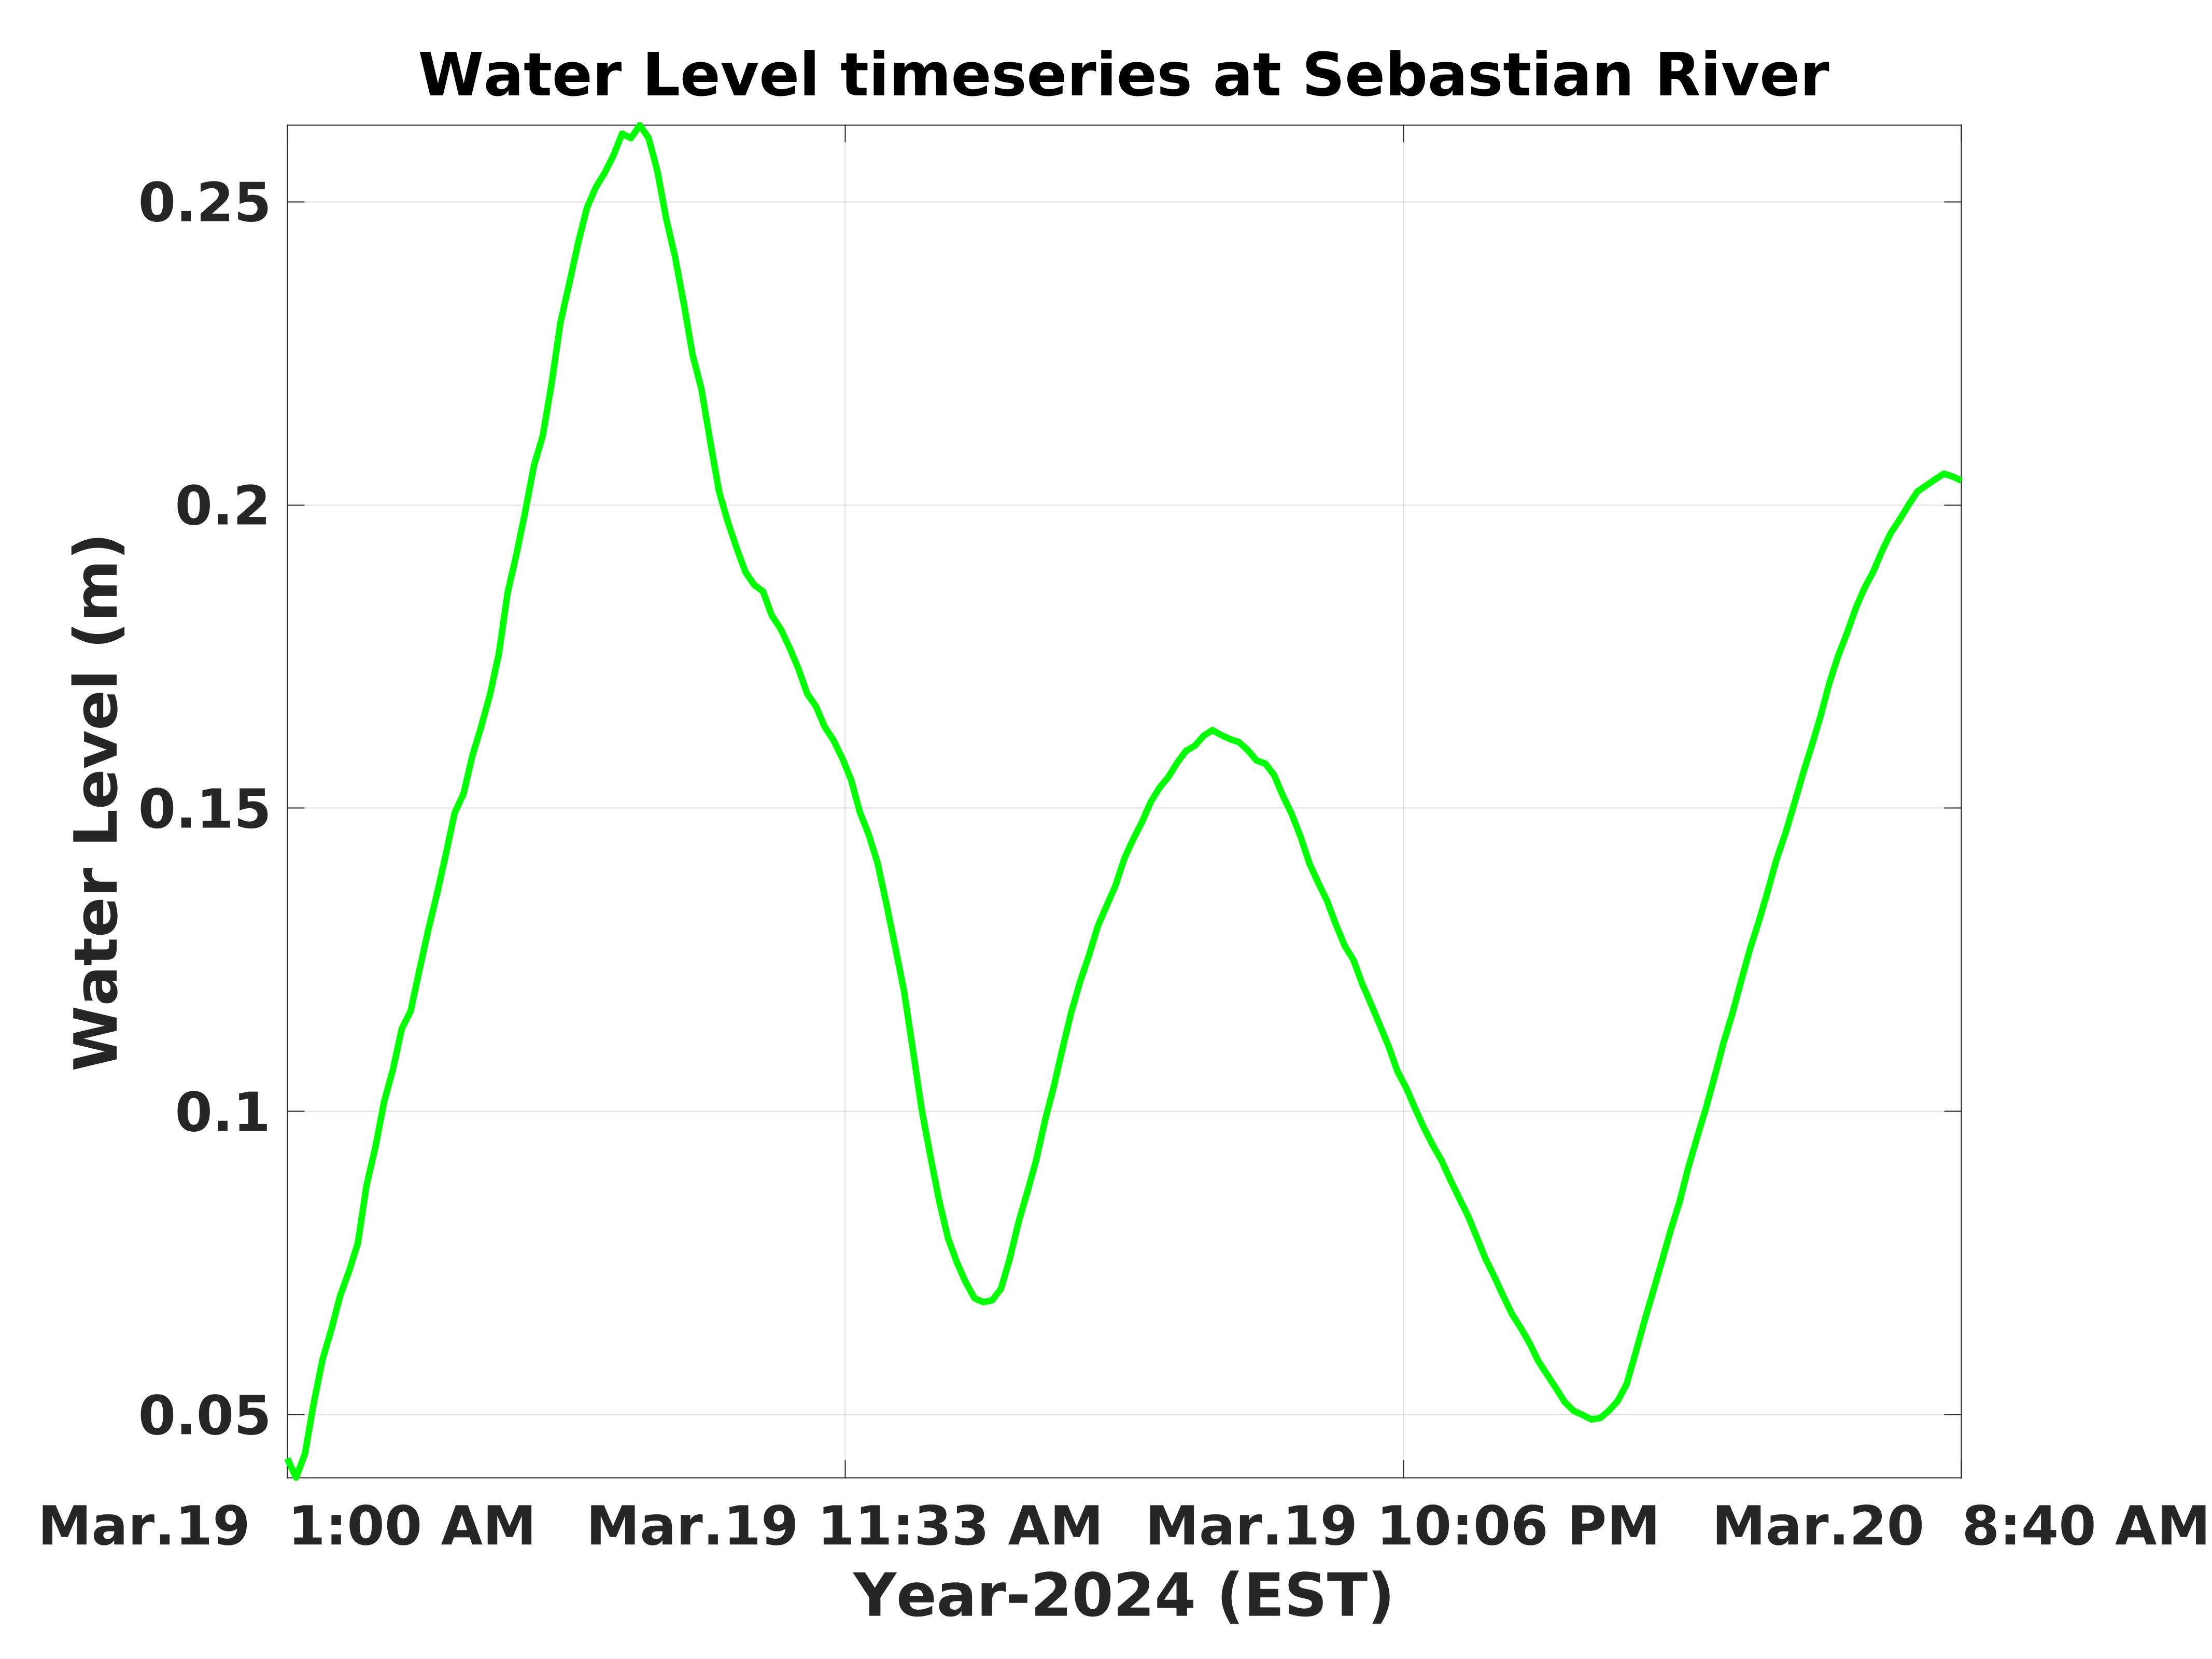 Water Level timeseries at Sebastian River
Water Level (m)
0.25
0.2
0.15
0.1
0.05
Mar.19  1:00 AM
Mar.19 11:33 AM
Mar.19 10:06 PM
Mar.20  8:40 AM
Year-2024 (EST)